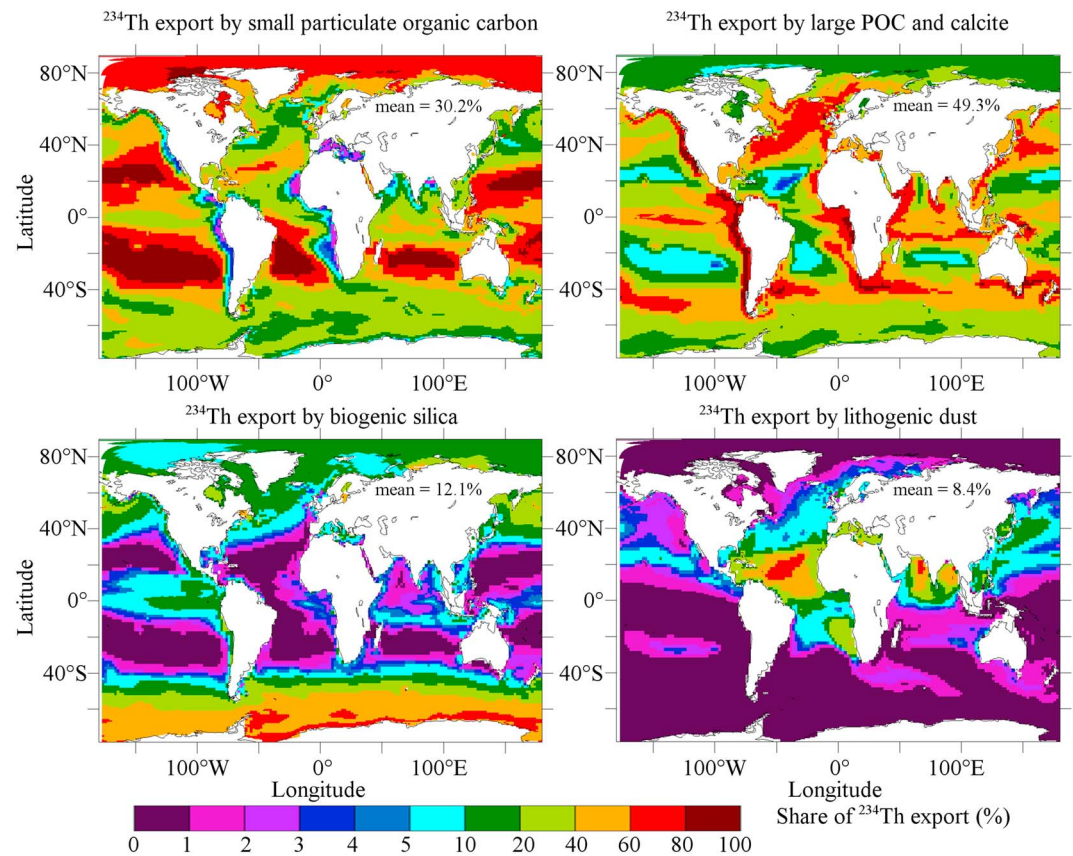 ²³⁴Th export by small particulate organic carbon
²³⁴Th export by large POC and calcite
80°N
40°N
0°
40°S
Latitude
mean = 30.2%
100°W 0° 100°E
80°N
40°N
0°
40°S
mean = 49.3%
100°W 0° 100°E
²³⁴Th export by biogenic silica
²³⁴Th export by lithogenic dust
80°N
40°N
0°
40°S
Latitude
mean = 12.1%
100°W 0° 100°E
Longitude
80°N
40°N
0°
40°S
mean = 8.4%
100°W 0° 100°E
Longitude
0 1 2 3 4 5 10 20 40 60 80 100
Share of ²³⁴Th export (%)